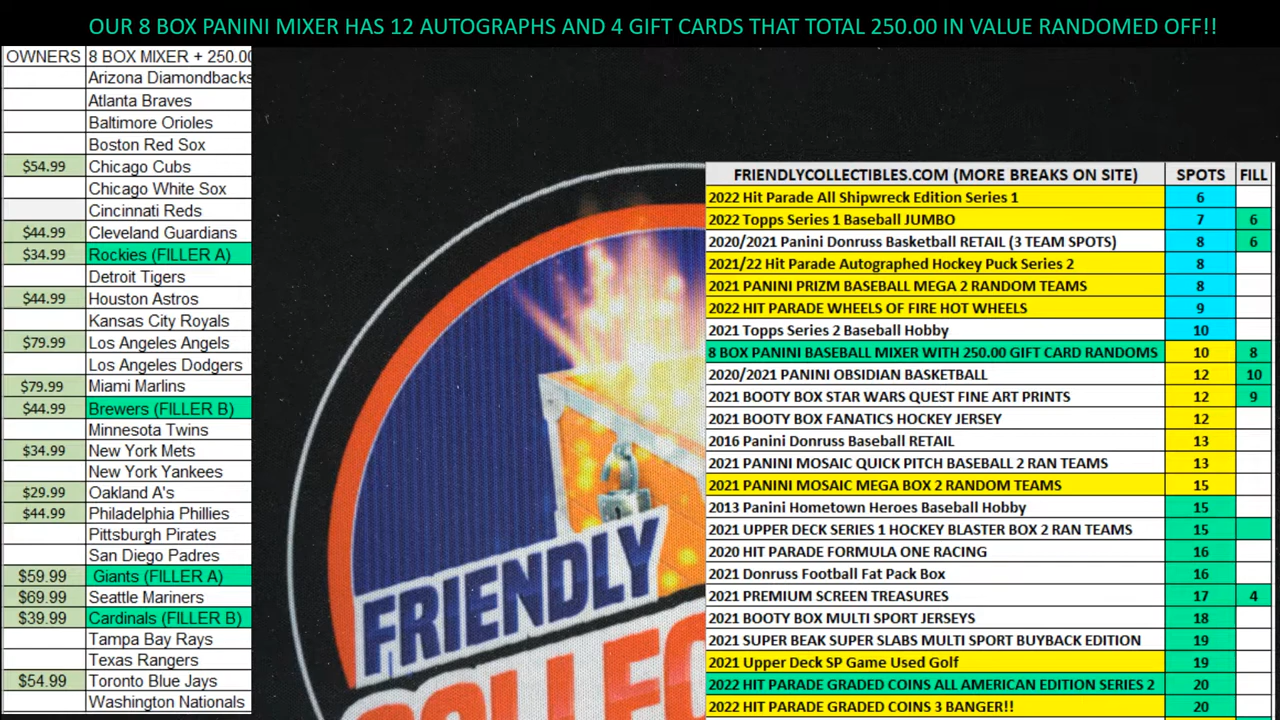 OUR 8 BOX PANINI MIXER HAS 12 AUTOGRAPHS AND 4 GIFT CARDS THAT TOTAL 250.00 IN VALUE RANDOMED OFF!!
OWNERS 8 BOX MIXER + 250.00
Arizona Diamondbacks
Atlanta Braves
Baltimore Orioles
Boston Red Sox
$54.99 Chicago Cubs
Chicago White Sox
Cincinnati Reds
$44.99 Cleveland Guardians
$34.99 Rockies (FILLER A)
Detroit Tigers
$44.99 Houston Astros
Kansas City Royals
$79.99 Los Angeles Angels
Los Angeles Dodgers
$79.99 Miami Marlins
$44.99 Brewers (FILLER B)
Minnesota Twins
$34.99 New York Mets
New York Yankees
$29.99 Oakland A's
$44.99 Philadelphia Phillies
Pittsburgh Pirates
San Diego Padres
$59.99 Giants (FILLER A)
$69.99 Seattle Mariners
$39.99 Cardinals (FILLER B)
Tampa Bay Rays
Texas Rangers
$54.99 Toronto Blue Jays
Washington Nationals
FRIENDLY
COLLEC
FRIENDLYCOLLECTIBLES.COM (MORE BREAKS ON SITE) SPOTS FILL
2022 Hit Parade All Shipwreck Edition Series 1 6
2022 Topps Series 1 Baseball JUMBO 7 6
2020/2021 Panini Donruss Basketball RETAIL (3 TEAM SPOTS) 8 6
2021/22 Hit Parade Autographed Hockey Puck Series 2 8
2021 PANINI PRIZM BASEBALL MEGA 2 RANDOM TEAMS 8
2022 HIT PARADE WHEELS OF FIRE HOT WHEELS 9
2021 Topps Series 2 Baseball Hobby 10
8 BOX PANINI BASEBALL MIXER WITH 250.00 GIFT CARD RANDOMS 10 8
2020/2021 PANINI OBSIDIAN BASKETBALL 12 10
2021 BOOTY BOX STAR WARS QUEST FINE ART PRINTS 12 9
2021 BOOTY BOX FANATICS HOCKEY JERSEY 12
2016 Panini Donruss Baseball RETAIL 13
2021 PANINI MOSAIC QUICK PITCH BASEBALL 2 RAN TEAMS 13
2021 PANINI MOSAIC MEGA BOX 2 RANDOM TEAMS 15
2013 Panini Hometown Heroes Baseball Hobby 15
2021 UPPER DECK SERIES 1 HOCKEY BLASTER BOX 2 RAN TEAMS 15
2020 HIT PARADE FORMULA ONE RACING 16
2021 Donruss Football Fat Pack Box 16
2021 PREMIUM SCREEN TREASURES 17 4
2021 BOOTY BOX MULTI SPORT JERSEYS 18
2021 SUPER BEAK SUPER SLABS MULTI SPORT BUYBACK EDITION 19
2021 Upper Deck SP Game Used Golf 19
2022 HIT PARADE GRADED COINS ALL AMERICAN EDITION SERIES 2 20
2022 HIT PARADE GRADED COINS 3 BANGER!! 20